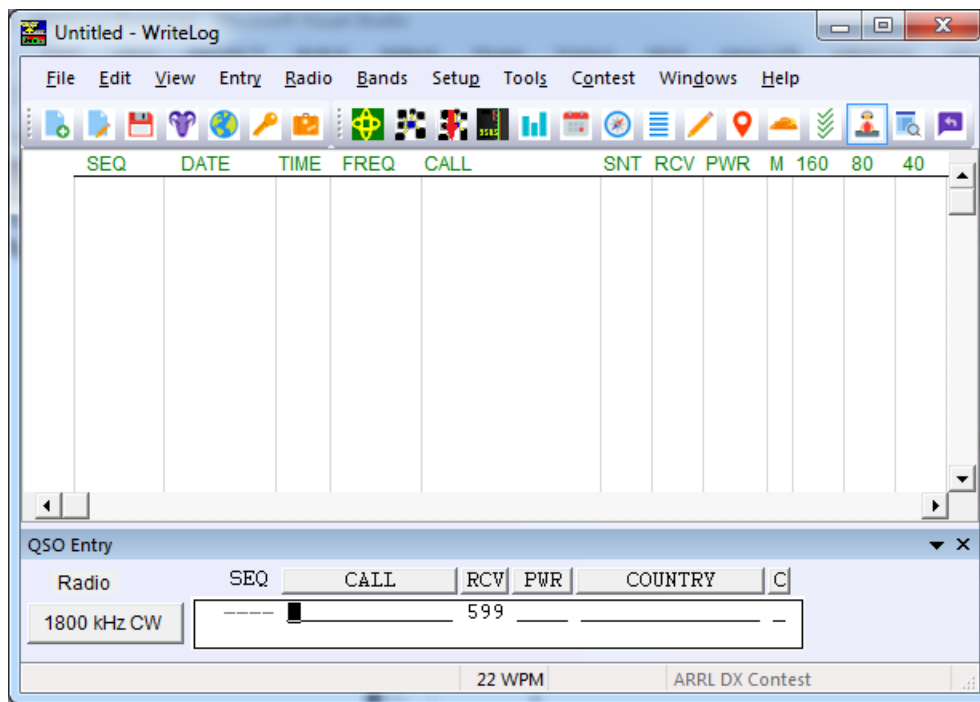 Untitled - WriteLog
File Edit View Entry Radio Bands Setup Tools Contest Windows Help
SEQ DATE TIME FREQ CALL SNT RCV PWR M 160 80 40
QSO Entry
Radio SEQ CALL RCV PWR COUNTRY C
1800 kHz CW ---- 599
22 WPM ARRL DX Contest